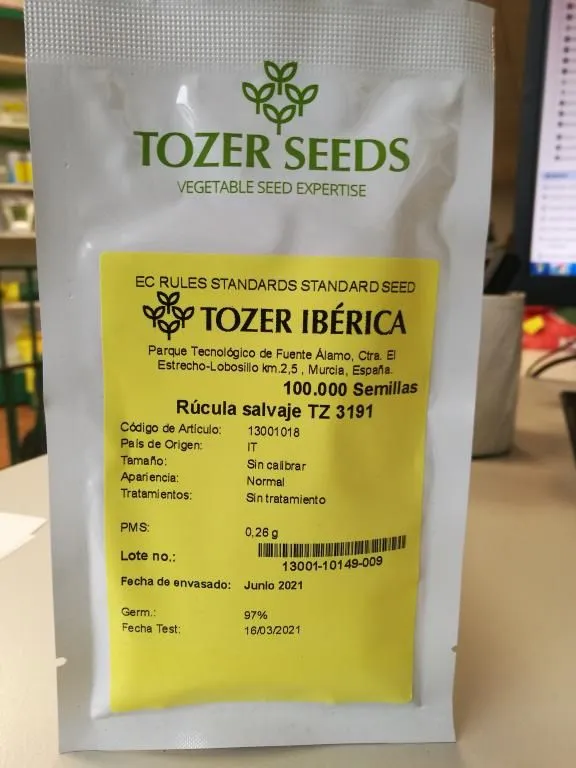 TOZER SEEDS
VEGETABLE SEED EXPERTISE
EC RULES STANDARDS STANDARD SEED
TOZER IBÉRICA
Parque Tecnológico de Fuente Álamo, Ctra. El
Estrecho-Lobosillo km.2,5 , Murcia, España.
100.000 Semillas
Rúcula salvaje TZ 3191
Código de Artículo: 13001018
País de Origen: IT
Tamaño: Sin calibrar
Apariencia: Normal
Tratamientos: Sin tratamiento
PMS: 0,26 g
Lote no.: 13001-10149-009
Fecha de envasado: Junio 2021
Germ.: 97%
Fecha Test: 16/03/2021